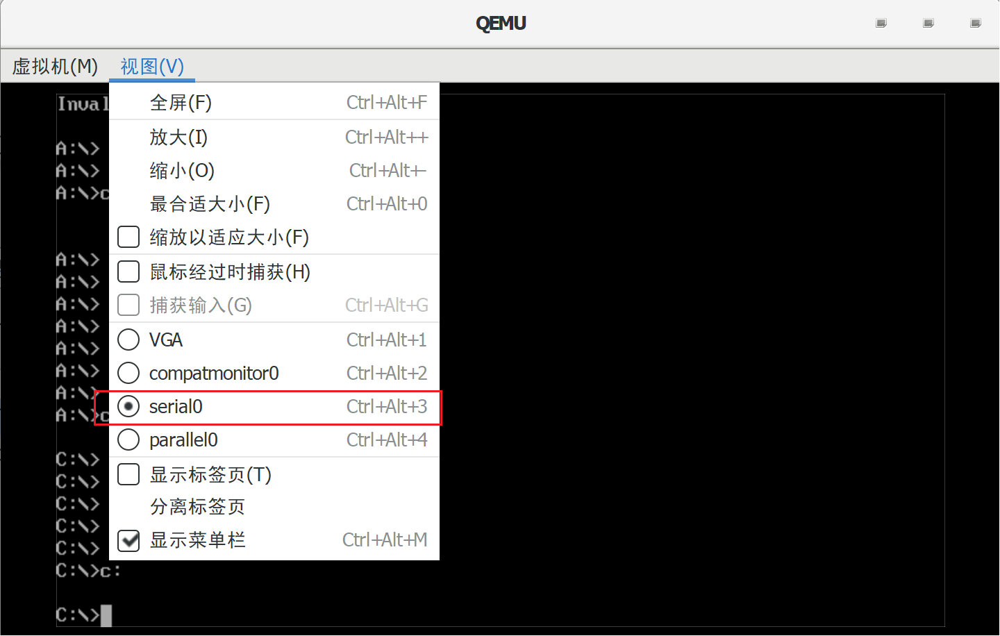 QEMU
虚拟机(M) 视图(V)
Inval
A:\>
A:\>
A:\>c
A:\>
A:\>
A:\>
A:\>
A:\>
A:\>
A:\>
A:\>c
C:\>
C:\>
C:\>
C:\>
C:\>
C:\>c:
C:\>
全屏(F) Ctrl+Alt+F
放大(I) Ctrl+Alt++
缩小(O) Ctrl+Alt+-
最合适大小(F) Ctrl+Alt+0
缩放以适应大小(F)
鼠标经过时捕获(H)
捕获输入(G) Ctrl+Alt+G
VGA Ctrl+Alt+1
compatmonitor0 Ctrl+Alt+2
serial0 Ctrl+Alt+3
parallel0 Ctrl+Alt+4
显示标签页(T)
分离标签页
显示菜单栏 Ctrl+Alt+M